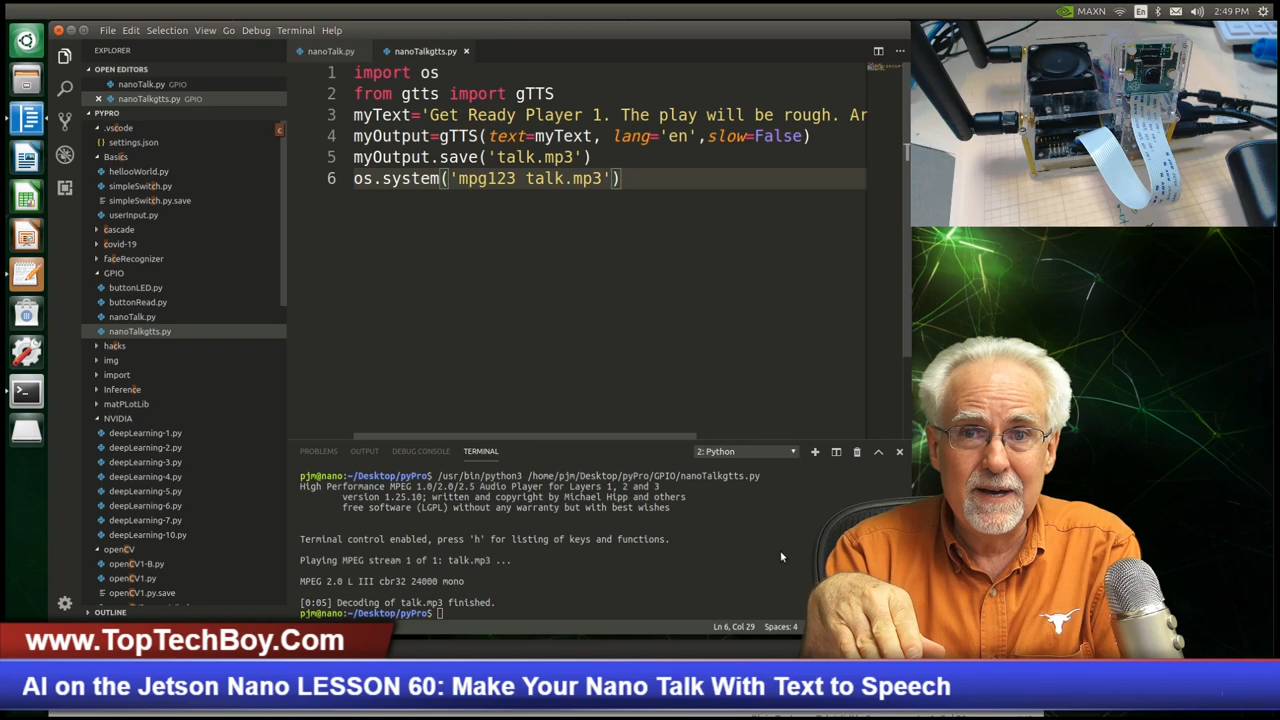 MAXN En 2:49 PM
File Edit Selection View Go Debug Terminal Help
EXPLORER
OPEN EDITORS
nanoTalk.py GPIO
nanoTalkgtts.py GPIO
PYPRO
.vscode
settings.json
Basics
helloWorld.py
simpleSwitch.py
simpleSwitch.py.save
userInput.py
cascade
covid-19
faceRecognizer
GPIO
buttonLED.py
buttonRead.py
nanoTalk.py
nanoTalkgtts.py
hacks
img
import
Inference
matPLotLib
NVIDIA
deepLearning-1.py
deepLearning-2.py
deepLearning-3.py
deepLearning-4.py
deepLearning-5.py
deepLearning-6.py
deepLearning-7.py
deepLearning-10.py
openCV
openCV1-B.py
openCV1.py
openCV1.py.save
OUTLINE
nanoTalk.py nanoTalkgtts.py
1 import os
2 from gtts import gTTS
3 myText='Get Ready Player 1. The play will be rough. Ar
4 myOutput=gTTS(text=myText, lang='en',slow=False)
5 myOutput.save('talk.mp3')
6 os.system('mpg123 talk.mp3')
PROBLEMS OUTPUT DEBUG CONSOLE TERMINAL 2: Python
pjm@nano:~/Desktop/pyPro$ /usr/bin/python3 /home/pjm/Desktop/pyPro/GPIO/nanoTalkgtts.py
High Performance MPEG 1.0/2.0/2.5 Audio Player for Layers 1, 2 and 3
version 1.25.10; written and copyright by Michael Hipp and others
free software (LGPL) without any warranty but with best wishes
Terminal control enabled, press 'h' for listing of keys and functions.
Playing MPEG stream 1 of 1: talk.mp3 ...
MPEG 2.0 L III cbr32 24000 mono
[0:05] Decoding of talk.mp3 finished.
pjm@nano:~/Desktop/pyPro$
Ln 6, Col 29 Spaces: 4
www.TopTechBoy.Com
AI on the Jetson Nano LESSON 60: Make Your Nano Talk With Text to Speech